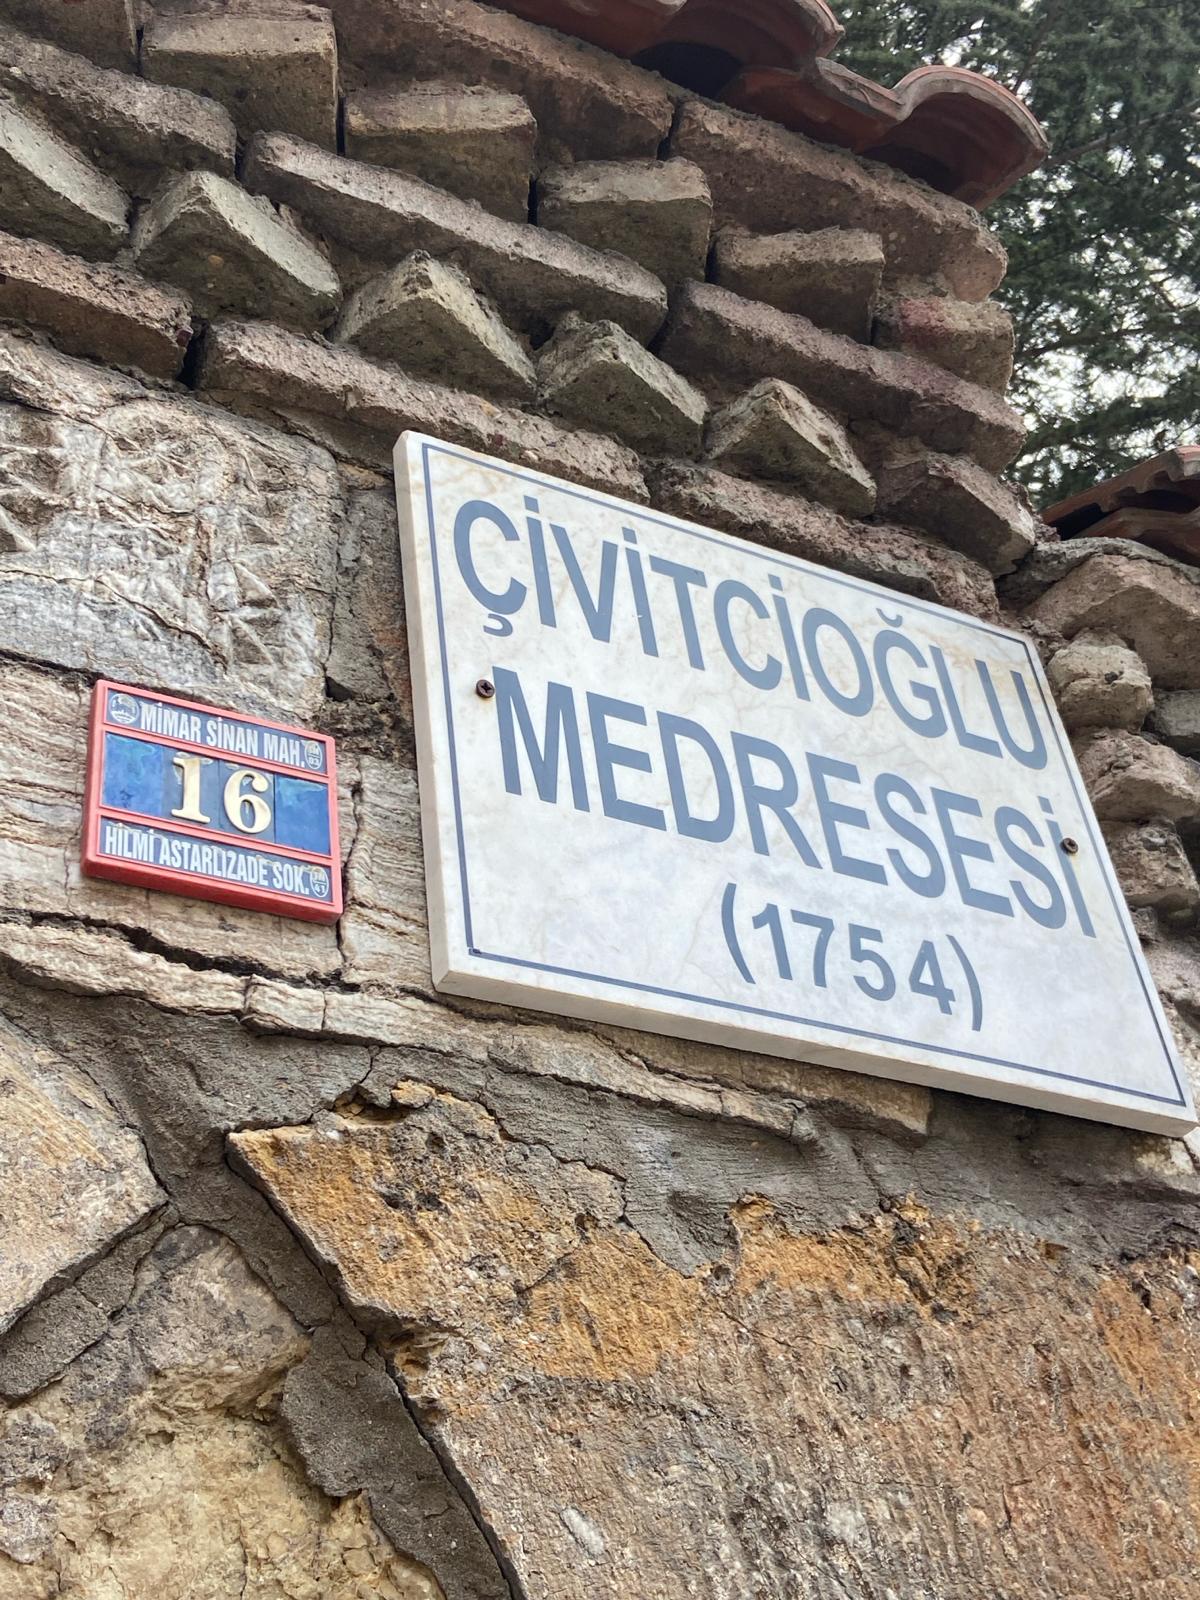 ÇİVİTCİOĞLU
MEDRESESİ
(1754)
MİMAR SİNAN MAH.
16
HİLMİ ASTARLIZADE SOK.